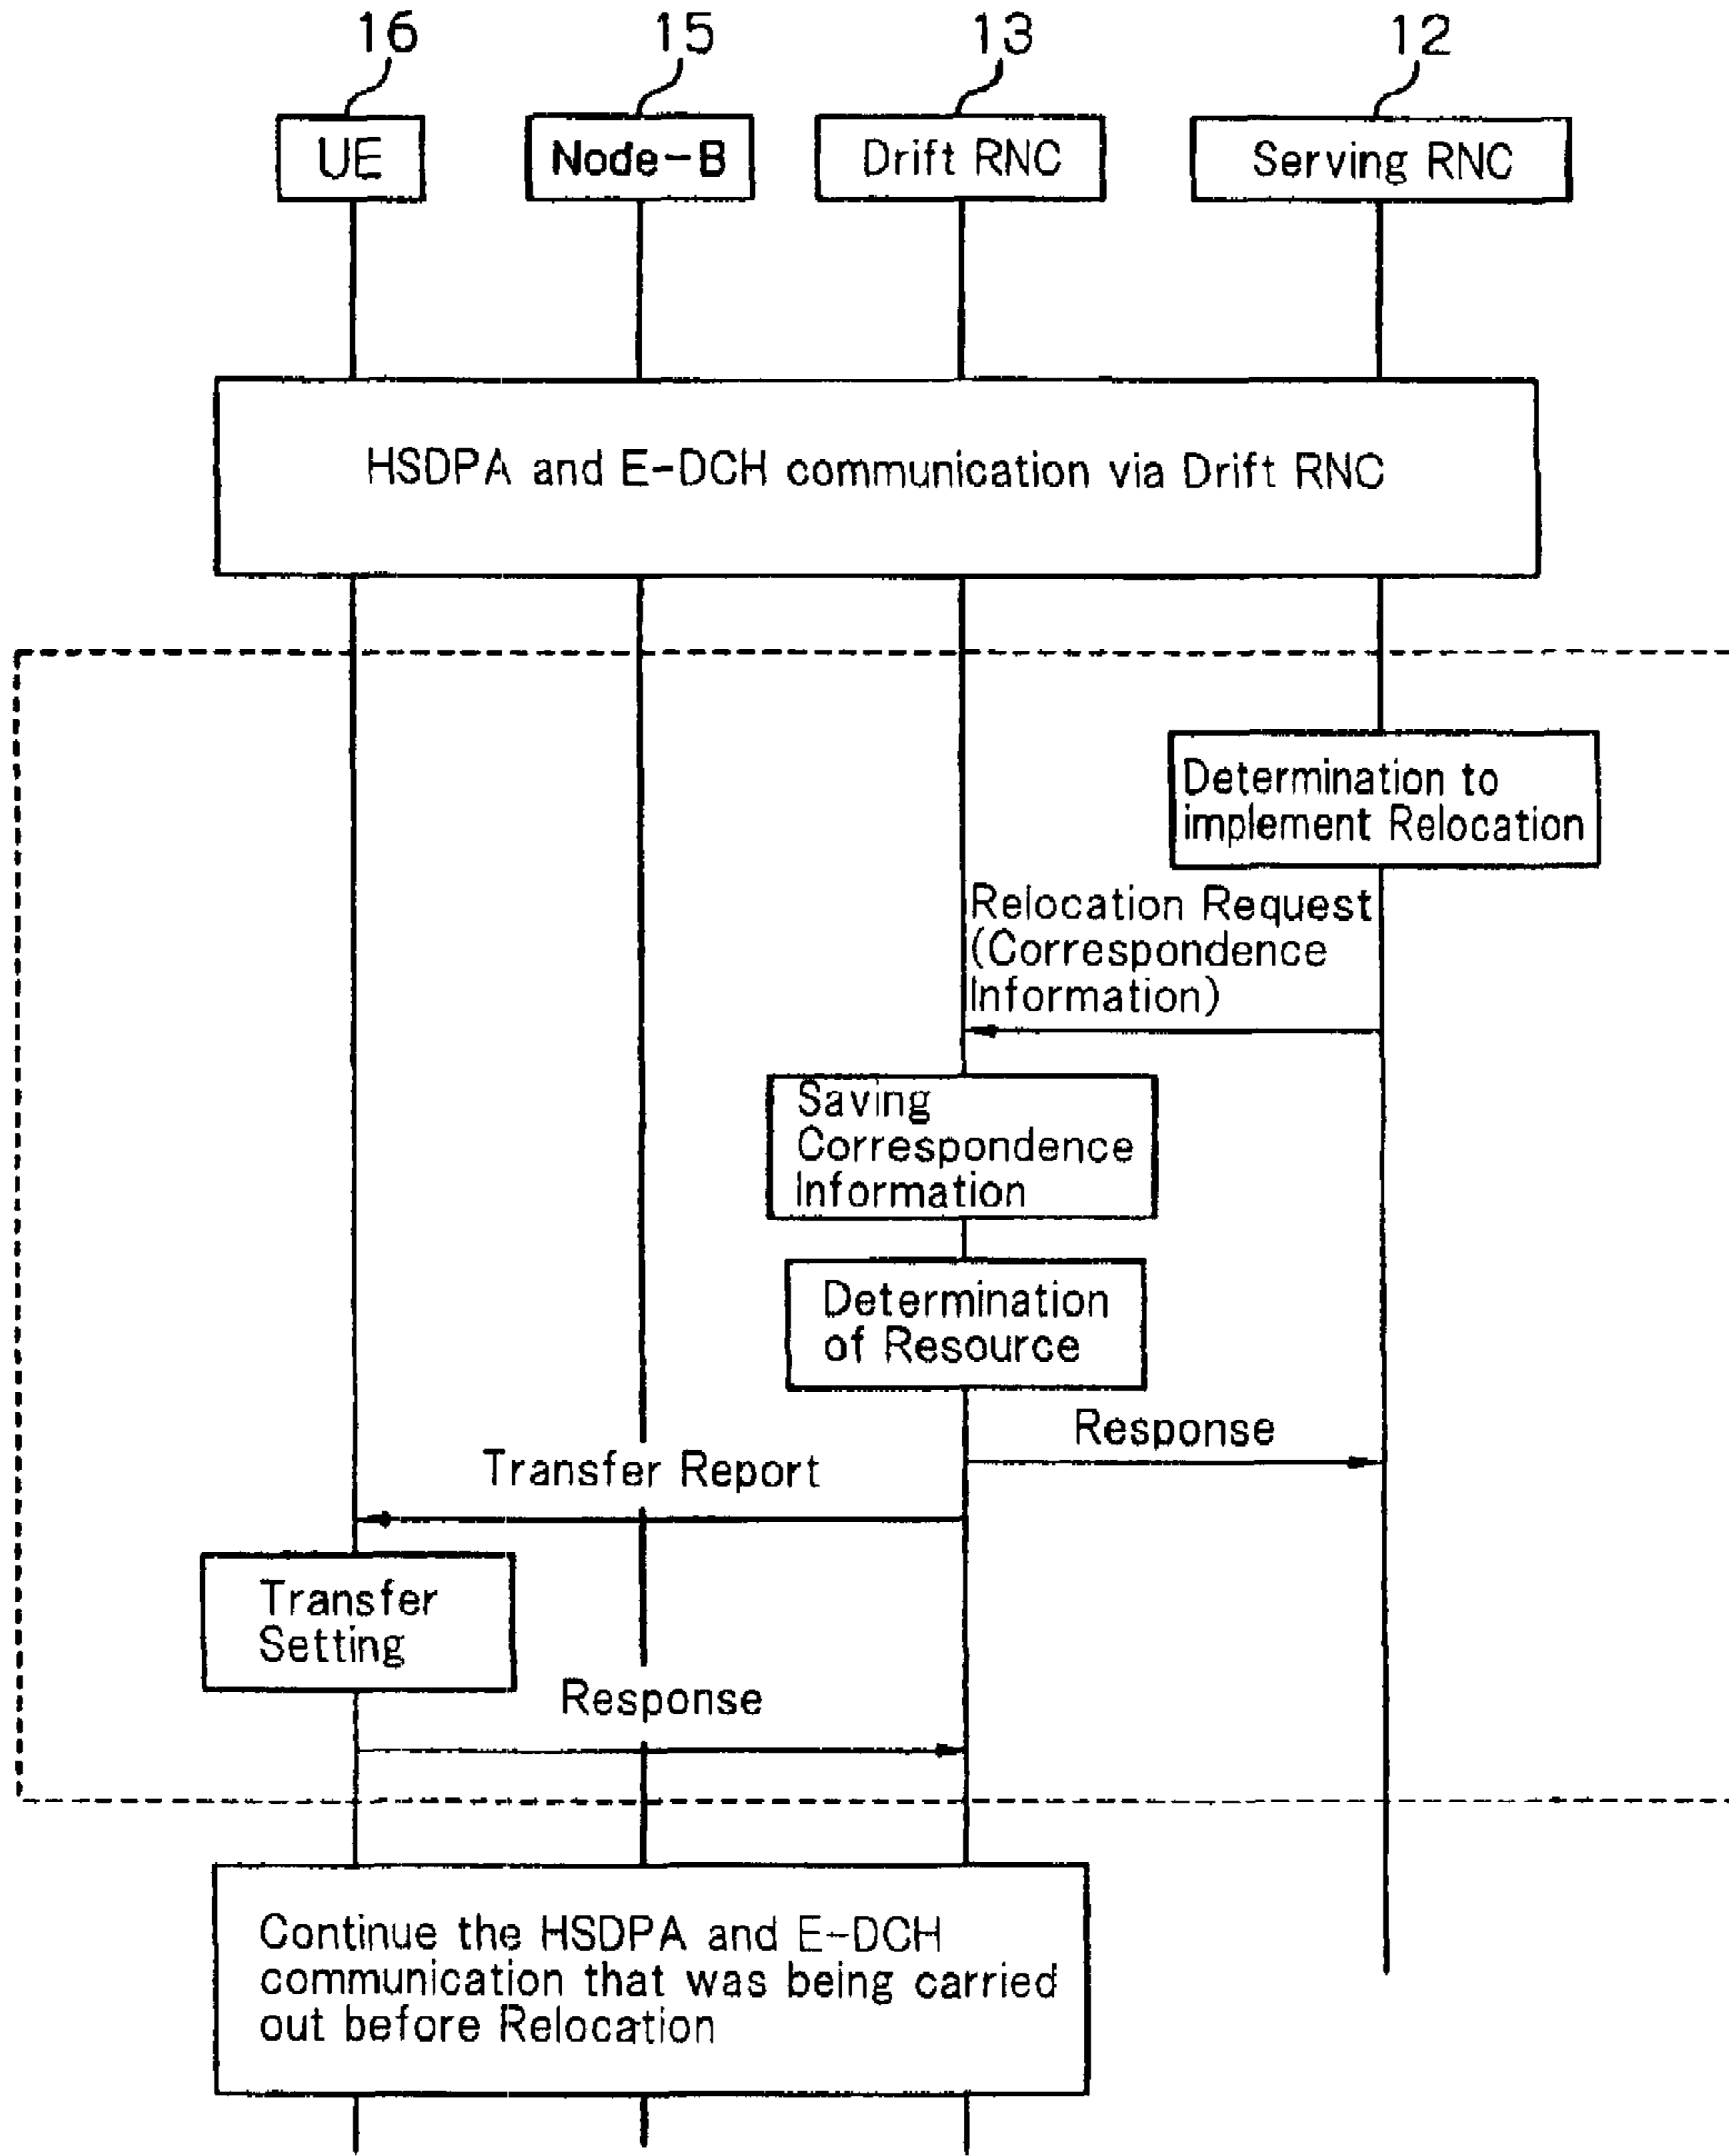 16
15
13
12
UE
Node-B
Drift RNC
Serving RNC
HSDPA and E-DCH communication via Drift RNC
Determination to
implement Relocation
Relocation Request
(Correspondence
Information)
Saving
Correspondence
Information
Determination
of Resource
Response
Transfer Report
Transfer
Setting
Response
Continue the HSDPA and E-DCH
communication that was being carried
out before Relocation